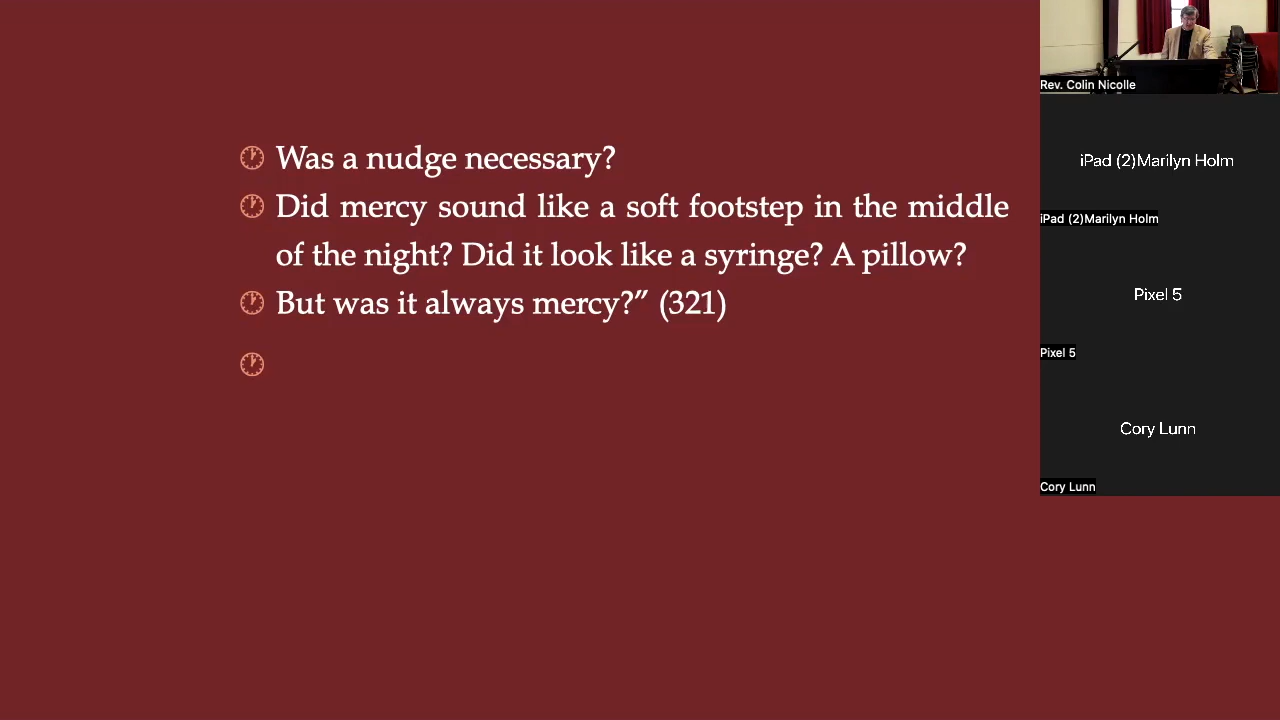 Was a nudge necessary?
Did mercy sound like a soft footstep in the middle
of the night? Did it look like a syringe? A pillow?
But was it always mercy?” (321)
Rev. Colin Nicolle
iPad (2)Marilyn Holm
iPad (2)Marilyn Holm
Pixel 5
Pixel 5
Cory Lunn
Cory Lunn